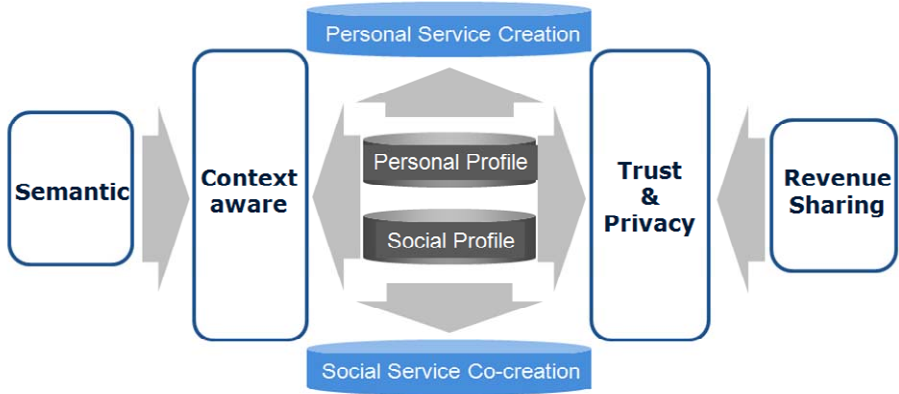 Personal Service Creation
Semantic
Context
aware
Personal Profile
Social Profile
Trust
&
Privacy
Revenue
Sharing
Social Service Co-creation